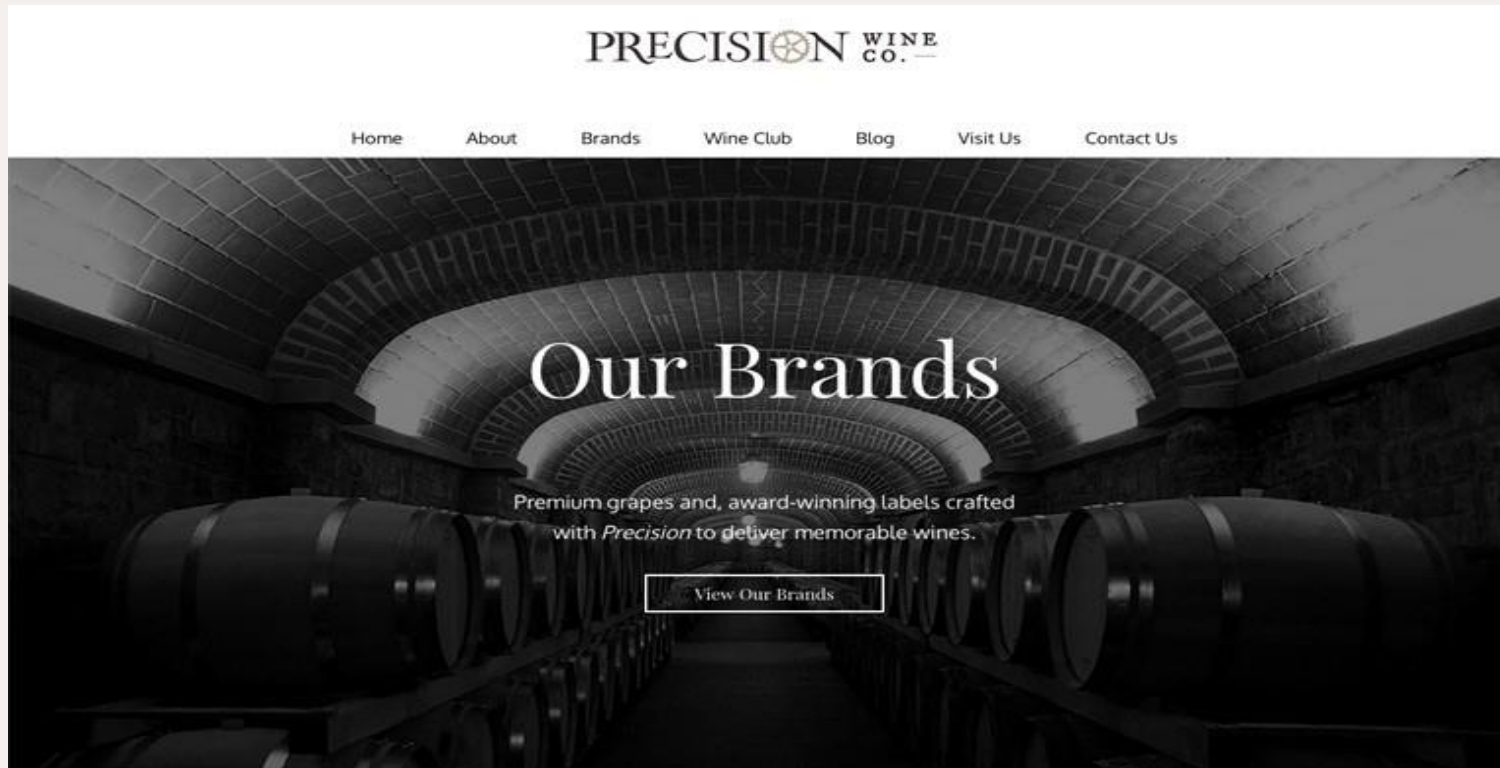 PRECISION WINE CO.
Home About Brands Wine Club Blog Visit Us Contact Us
Our Brands
Premium grapes and, award-winning labels crafted
with Precision to deliver memorable wines.
View Our Brands